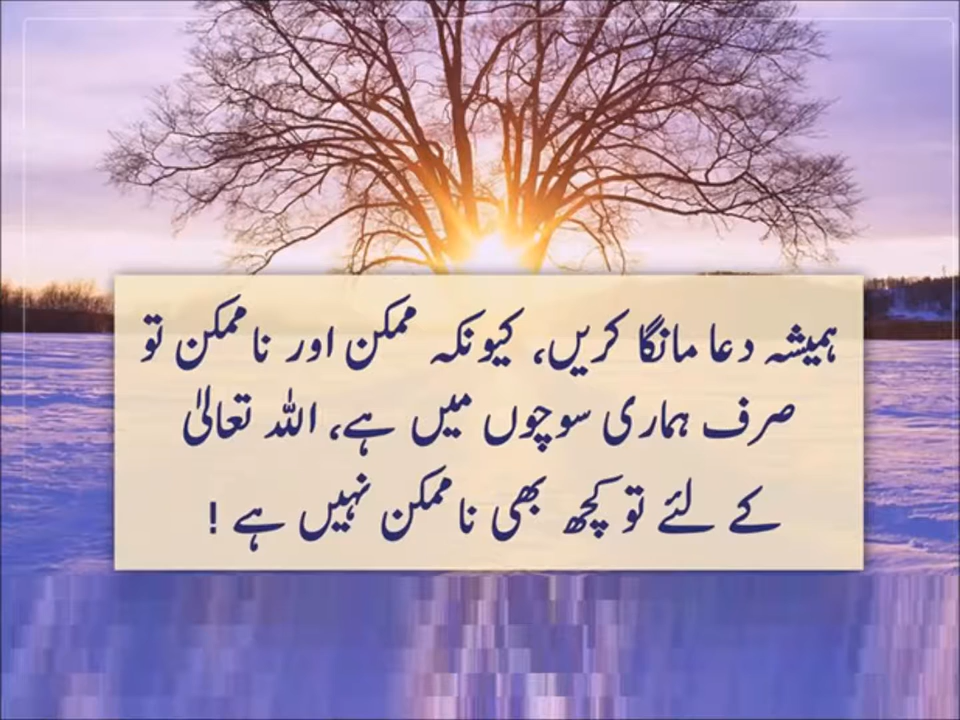 ہمیشہ دعا مانگا کریں، کیونکہ ممکن اور ناممکن تو
صرف ہماری سوچوں میں ہے، اللہ تعالیٰ
کے لئے تو کچھ بھی ناممکن نہیں ہے !